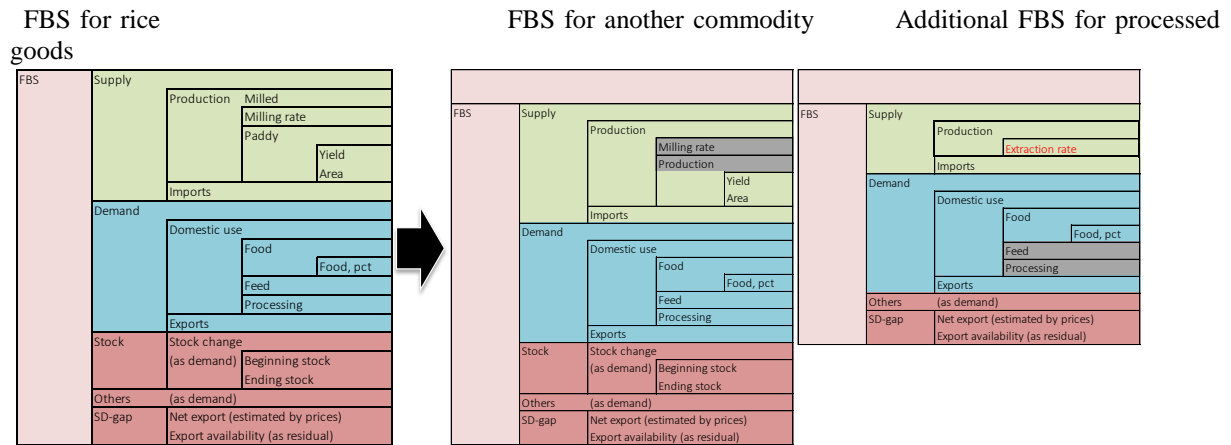 FBS for rice
FBS for another commodity
Additional FBS for processed
goods
FBS
Supply
Production
Milled
Milling rate
Paddy
Yield
Area
Imports
Demand
Domestic use
Food
Food, pct
Feed
Processing
Exports
Stock
Stock change
(as demand)
Beginning stock
Ending stock
Others
(as demand)
SD-gap
Net export (estimated by prices)
Export availability (as residual)
FBS
Supply
Production
Milling rate
Production
Yield
Area
Imports
Demand
Domestic use
Food
Food, pct
Feed
Processing
Exports
Stock
Stock change
(as demand)
Beginning stock
Ending stock
Others
(as demand)
SD-gap
Net export (estimated by prices)
Export availability (as residual)
FBS
Supply
Production
Extraction rate
Imports
Demand
Domestic use
Food
Food, pct
Feed
Processing
Exports
Others
(as demand)
SD-gap
Net export (estimated by prices)
Export availability (as residual)